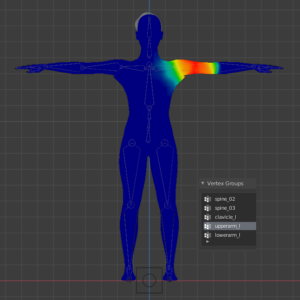 Vertex Groups
spine_02
spine_03
clavicle_l
upperarm_l
lowerarm_l